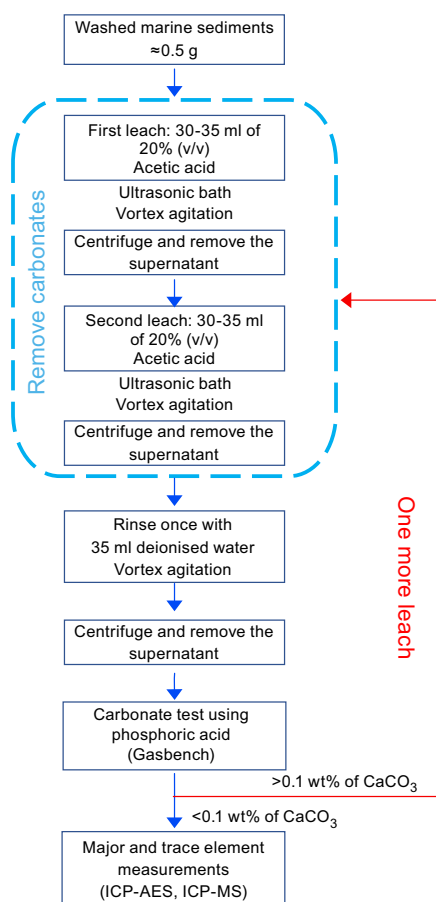 Washed marine sediments
≈0.5 g
Remove carbonates
First leach: 30-35 ml of
20% (v/v)
Acetic acid
Ultrasonic bath
Vortex agitation
Centrifuge and remove the
supernatant
Second leach: 30-35 ml
of 20% (v/v)
Acetic acid
Ultrasonic bath
Vortex agitation
Centrifuge and remove the
supernatant
One more leach
Rinse once with
35 ml deionised water
Vortex agitation
Centrifuge and remove the
supernatant
Carbonate test using
phosphoric acid
(Gasbench)
>0.1 wt% of CaCO₃
<0.1 wt% of CaCO₃
Major and trace element
measurements
(ICP-AES, ICP-MS)